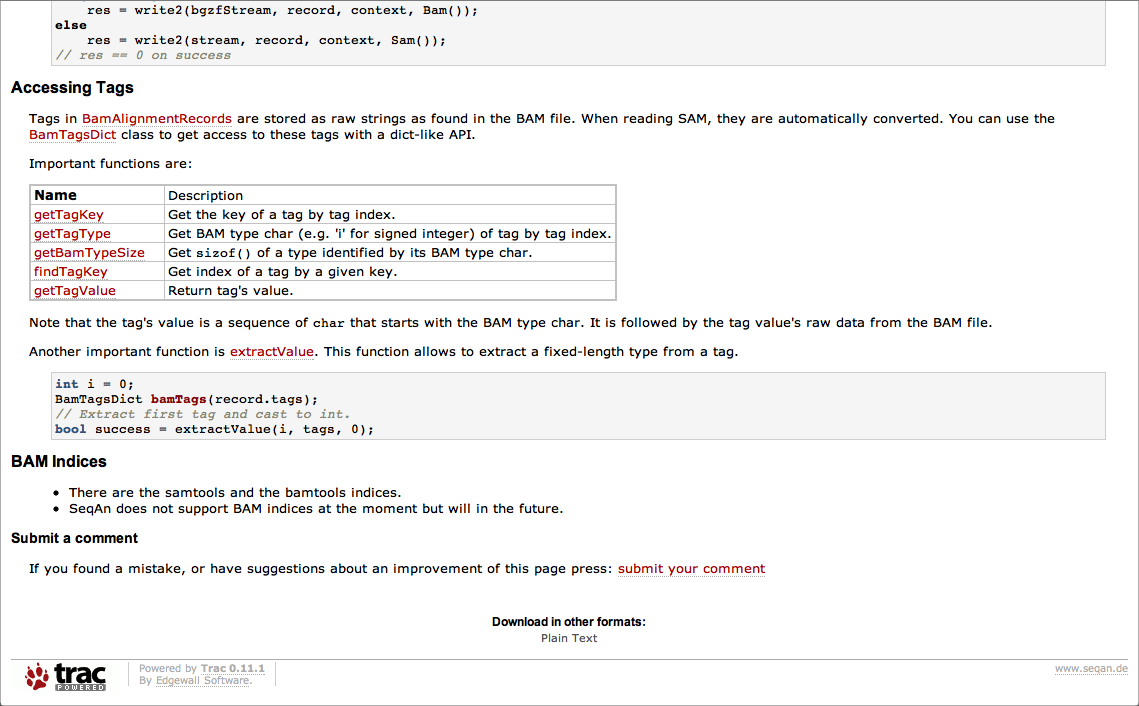 res = write2(bgzfStream, record, context, Bam());
else
    res = write2(stream, record, context, Sam());
// res == 0 on success
Accessing Tags
Tags in BamAlignmentRecords are stored as raw strings as found in the BAM file. When reading SAM, they are automatically converted. You can use the
BamTagsDict class to get access to these tags with a dict-like API.
Important functions are:
Name Description
getTagKey Get the key of a tag by tag index.
getTagType Get BAM type char (e.g. 'i' for signed integer) of tag by tag index.
getBamTypeSize Get sizof() of a type identified by its BAM type char.
findTagKey Get index of a tag by a given key.
getTagValue Return tag's value.
Note that the tag's value is a sequence of char that starts with the BAM type char. It is followed by the tag value's raw data from the BAM file.
Another important function is extractValue. This function allows to extract a fixed-length type from a tag.
int i = 0;
BamTagsDict bamTags(record.tags);
// Extract first tag and cast to int.
bool success = extractValue(i, tags, 0);
BAM Indices
• There are the samtools and the bamtools indices.
• SeqAn does not support BAM indices at the moment but will in the future.
Submit a comment
If you found a mistake, or have suggestions about an improvement of this page press: submit your comment
Download in other formats:
Plain Text
trac
POWERED
Powered by Trac 0.11.1
By Edgewall Software.
www.seqan.de